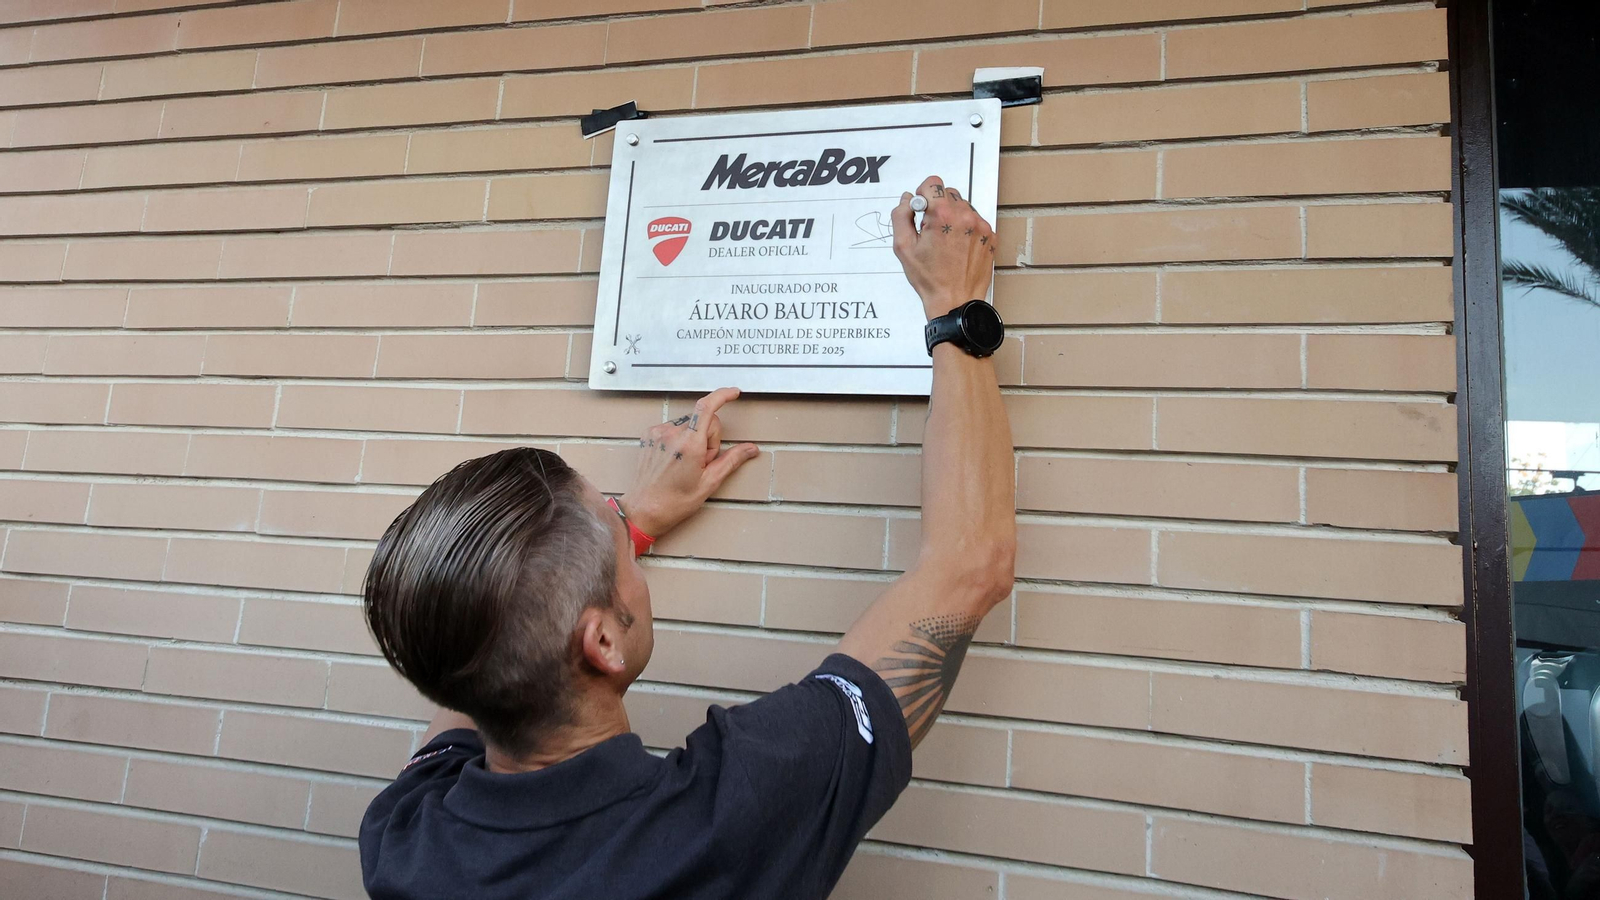 MercaBox
DUCATI
DUCATI
DEALER OFICIAL
INAUGURADO POR
ÁLVARO BAUTISTA
CAMPEÓN MUNDIAL DE SUPERBIKES
3 DE OCTUBRE DE 2025